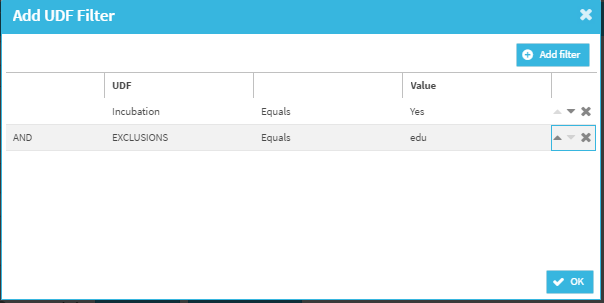 Add UDF Filter
Add filter
UDF Value
Incubation Equals Yes
AND EXCLUSIONS Equals edu
OK